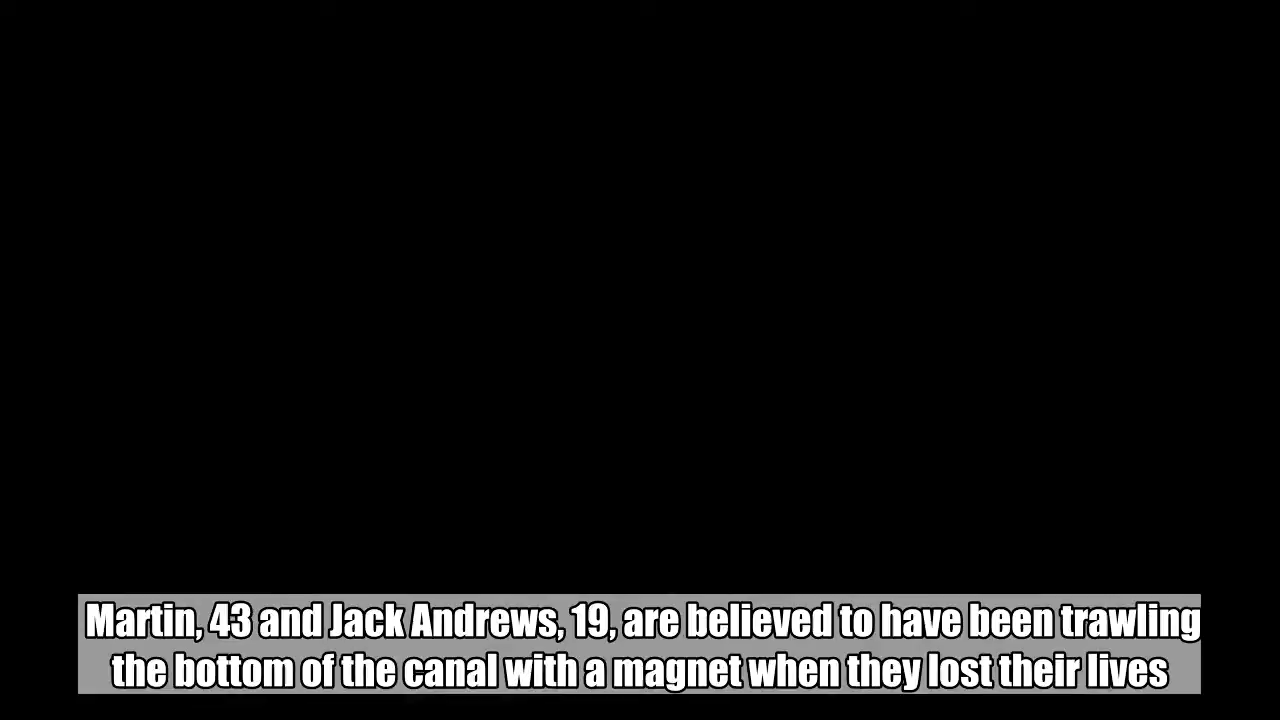 Martin, 43 and Jack Andrews, 19, are believed to have been trawling
the bottom of the canal with a magnet when they lost their lives